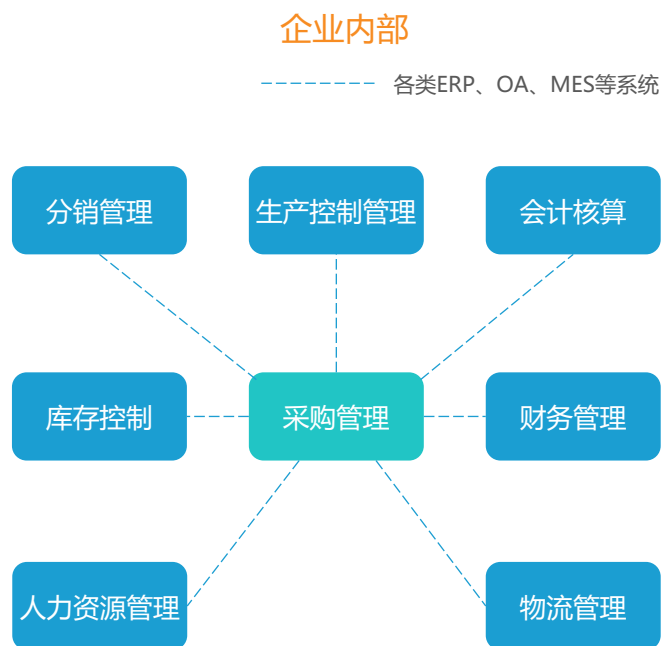 企业内部
各类ERP、OA、MES等系统
分销管理
生产控制管理
会计核算
库存控制
采购管理
财务管理
人力资源管理
物流管理